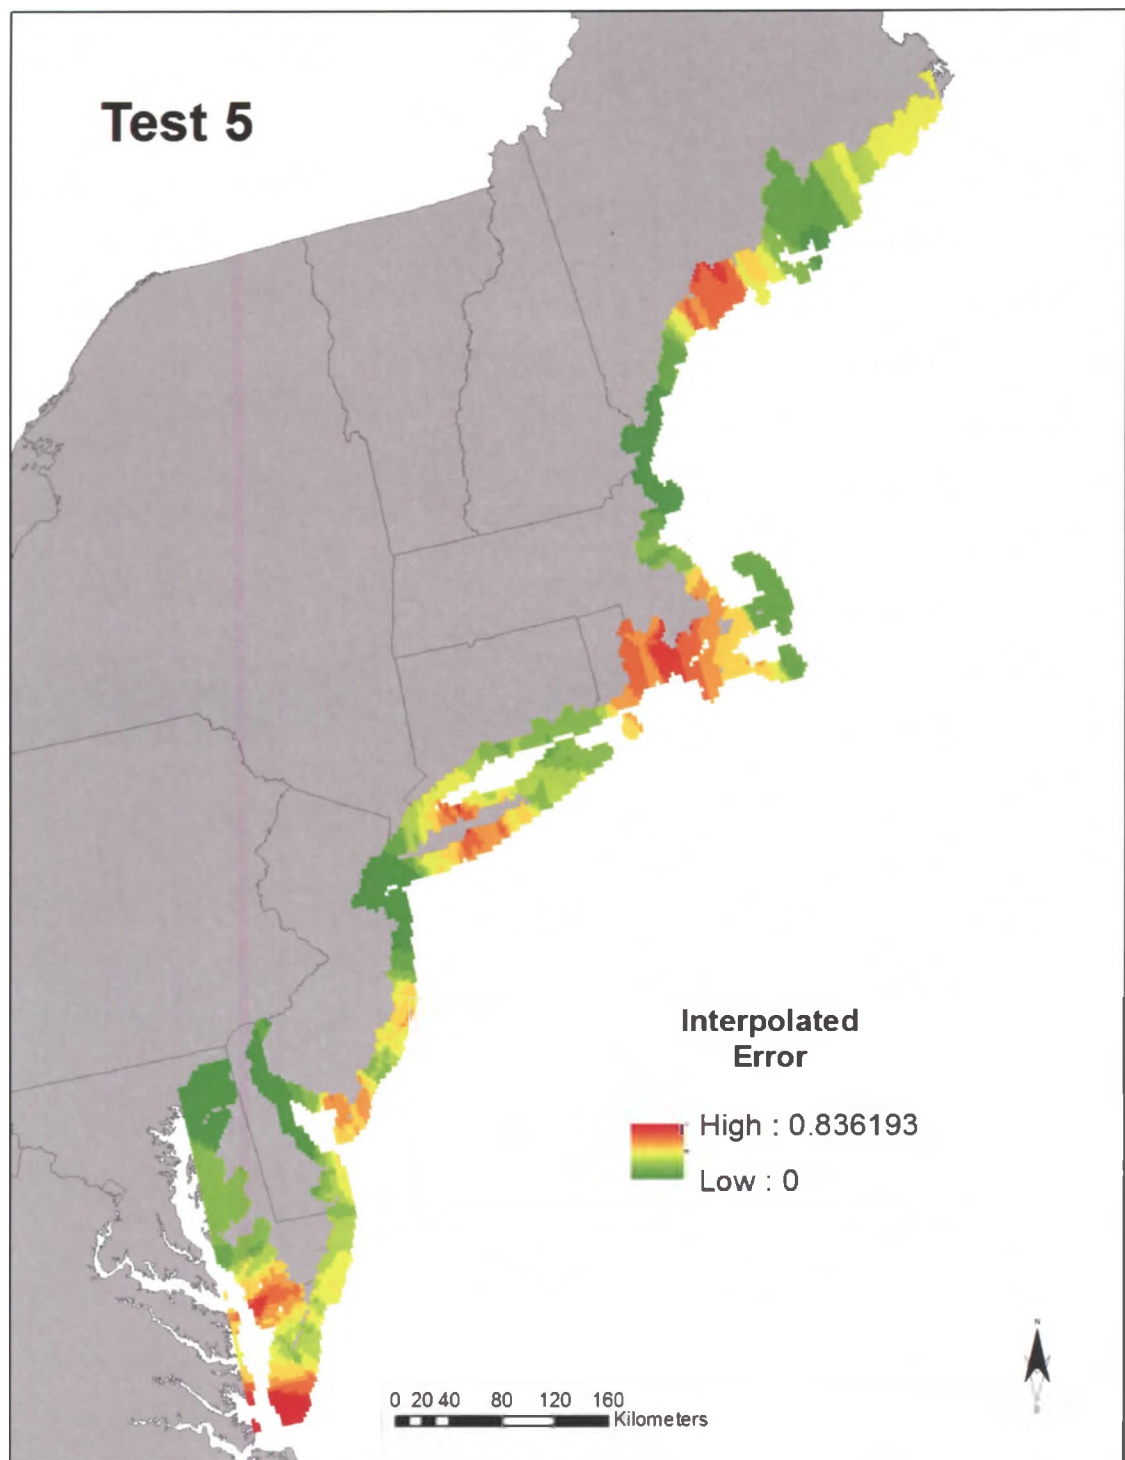 Test 5
Interpolated
Error
High : 0.836193
Low : 0
N
0 20 40 80 120 160
Kilometers